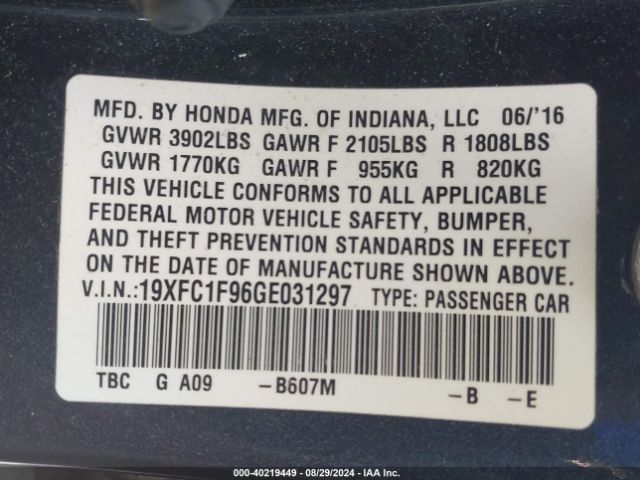 MFD. BY HONDA MFG. OF INDIANA, LLC 06/'16
GVWR 3902LBS GAWR F 2105LBS R 1808LBS
GVWR 1770KG GAWR F 955KG R 820KG
THIS VEHICLE CONFORMS TO ALL APPLICABLE
FEDERAL MOTOR VEHICLE SAFETY, BUMPER,
AND THEFT PREVENTION STANDARDS IN EFFECT
ON THE DATE OF MANUFACTURE SHOWN ABOVE.
V.I.N.:19XFC1F96GE031297 TYPE: PASSENGER CAR
TBC G A09 -B607M -B -E
000-40219449 - 08/29/2024 - IAAI.COM